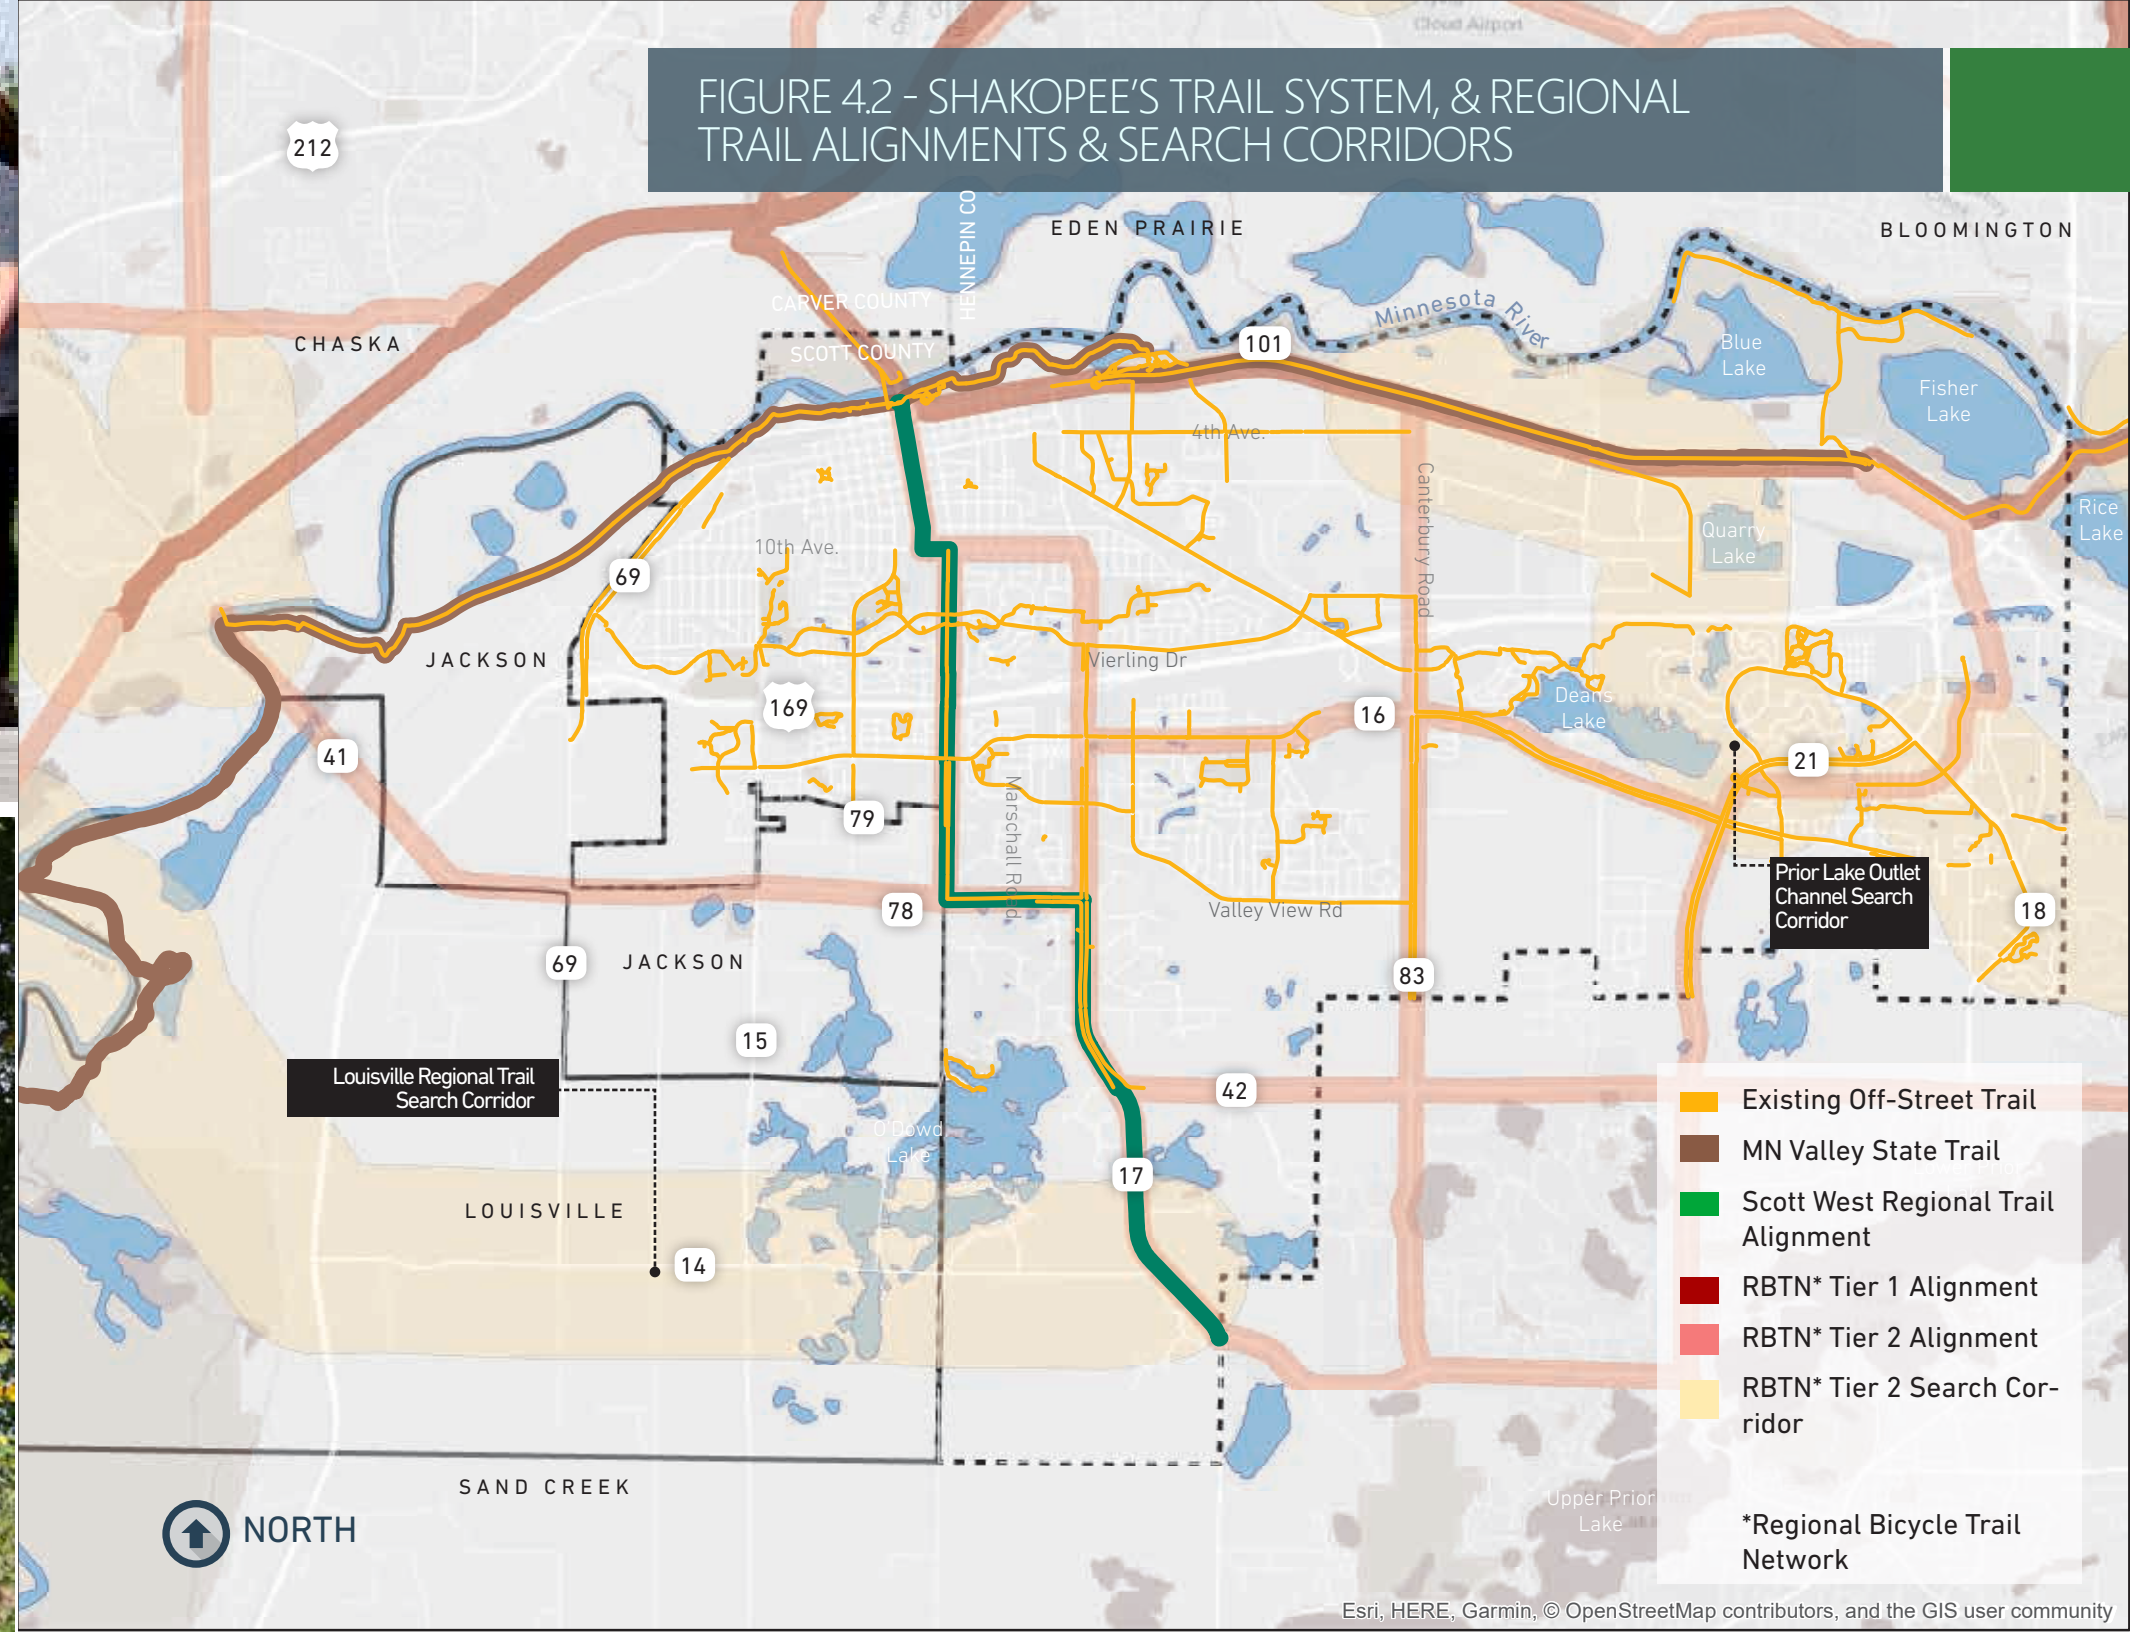 Cloud Airport
FIGURE 4.2 - SHAKOPEE'S TRAIL SYSTEM, & REGIONAL
TRAIL ALIGNMENTS & SEARCH CORRIDORS
212
HENNEPIN CO
EDEN PRAIRIE
BLOOMINGTON
CARVER COUNTY
SCOTT COUNTY
CHASKA
Minnesota River
101
Blue
Lake
Fisher
Lake
4th Ave.
Canterbury Road
Rice
Lake
Quarry
Lake
10th Ave.
69
JACKSON
Vierling Dr
169
16
Deans
Lake
41
21
79
Marschall Road
Prior Lake Outlet
Channel Search
Corridor
78
Valley View Rd
18
69
JACKSON
83
15
Louisville Regional Trail
Search Corridor
42
O'Dowd
Lake
17
LOUISVILLE
14
Existing Off-Street Trail
MN Valley State Trail
Scott West Regional Trail
Alignment
RBTN* Tier 1 Alignment
RBTN* Tier 2 Alignment
RBTN* Tier 2 Search Cor-
ridor
*Regional Bicycle Trail
Network
SAND CREEK
Upper Prior
Lake
NORTH
Esri, HERE, Garmin, © OpenStreetMap contributors, and the GIS user community